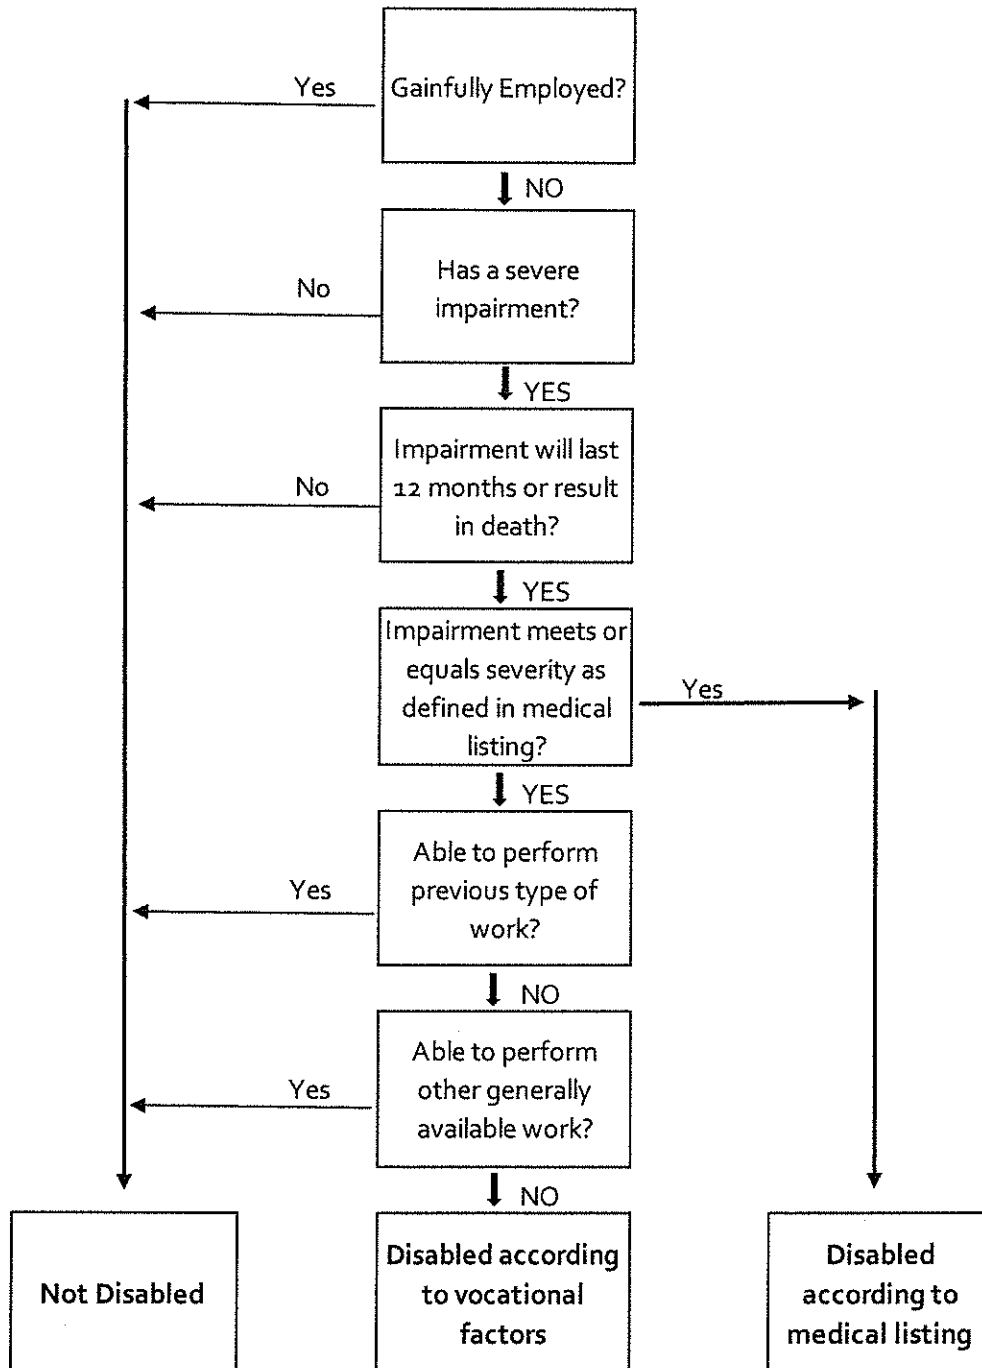 Gainfully Employed?
Yes
NO
Has a severe
impairment?
No
YES
Impairment will last
12 months or result
in death?
No
YES
Impairment meets or
equals severity as
defined in medical
listing?
Yes
YES
Able to perform
previous type of
work?
Yes
NO
Able to perform
other generally
available work?
Yes
NO
Not Disabled
Disabled according
to vocational
factors
Disabled
according to
medical listing